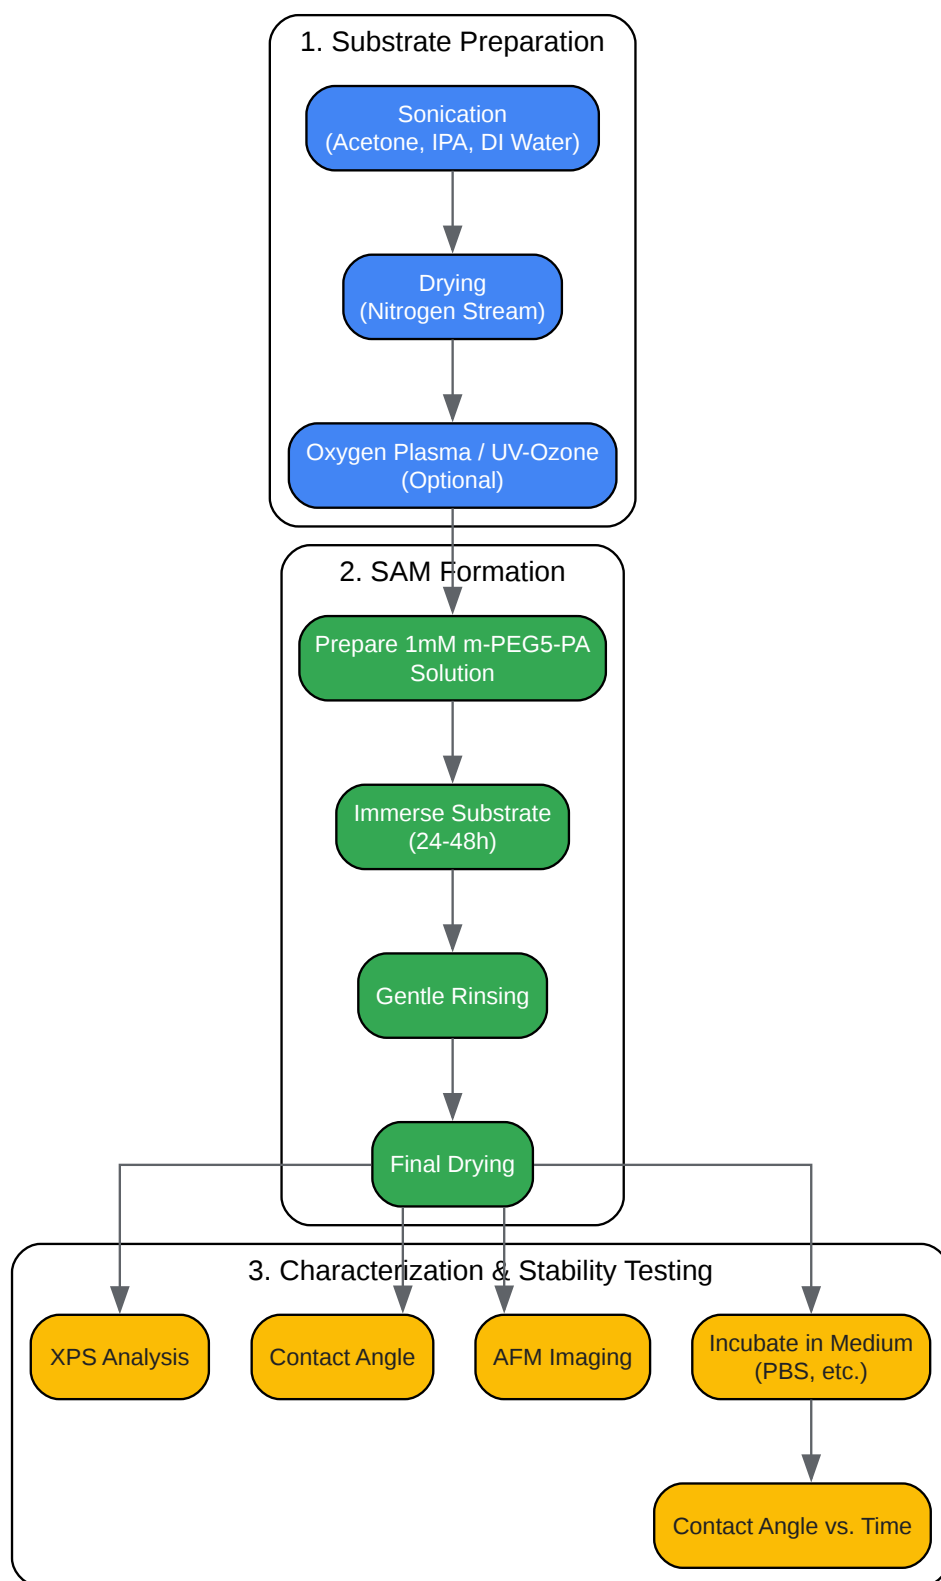 1. Substrate Preparation
Sonication
(Acetone, IPA, DI Water)
Drying
(Nitrogen Stream)
Oxygen Plasma / UV-Ozone
(Optional)
2. SAM Formation
Prepare 1mM m-PEG5-PA
Solution
Immerse Substrate
(24-48h)
Gentle Rinsing
Final Drying
3. Characterization & Stability Testing
XPS Analysis
Contact Angle
AFM Imaging
Incubate in Medium
(PBS, etc.)
Contact Angle vs. Time